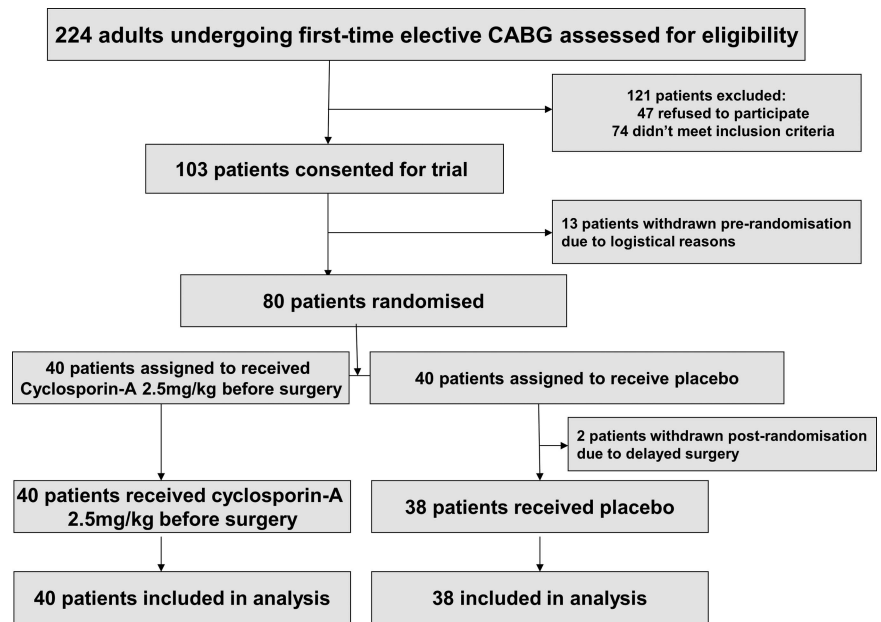 224 adults undergoing first-time elective CABG assessed for eligibility
121 patients excluded:
47 refused to participate
74 didn’t meet inclusion criteria
103 patients consented for trial
13 patients withdrawn pre-randomisation
due to logistical reasons
80 patients randomised
40 patients assigned to received
Cyclosporin-A 2.5mg/kg before surgery
40 patients assigned to receive placebo
2 patients withdrawn post-randomisation
due to delayed surgery
40 patients received cyclosporin-A
2.5mg/kg before surgery
38 patients received placebo
40 patients included in analysis
38 included in analysis